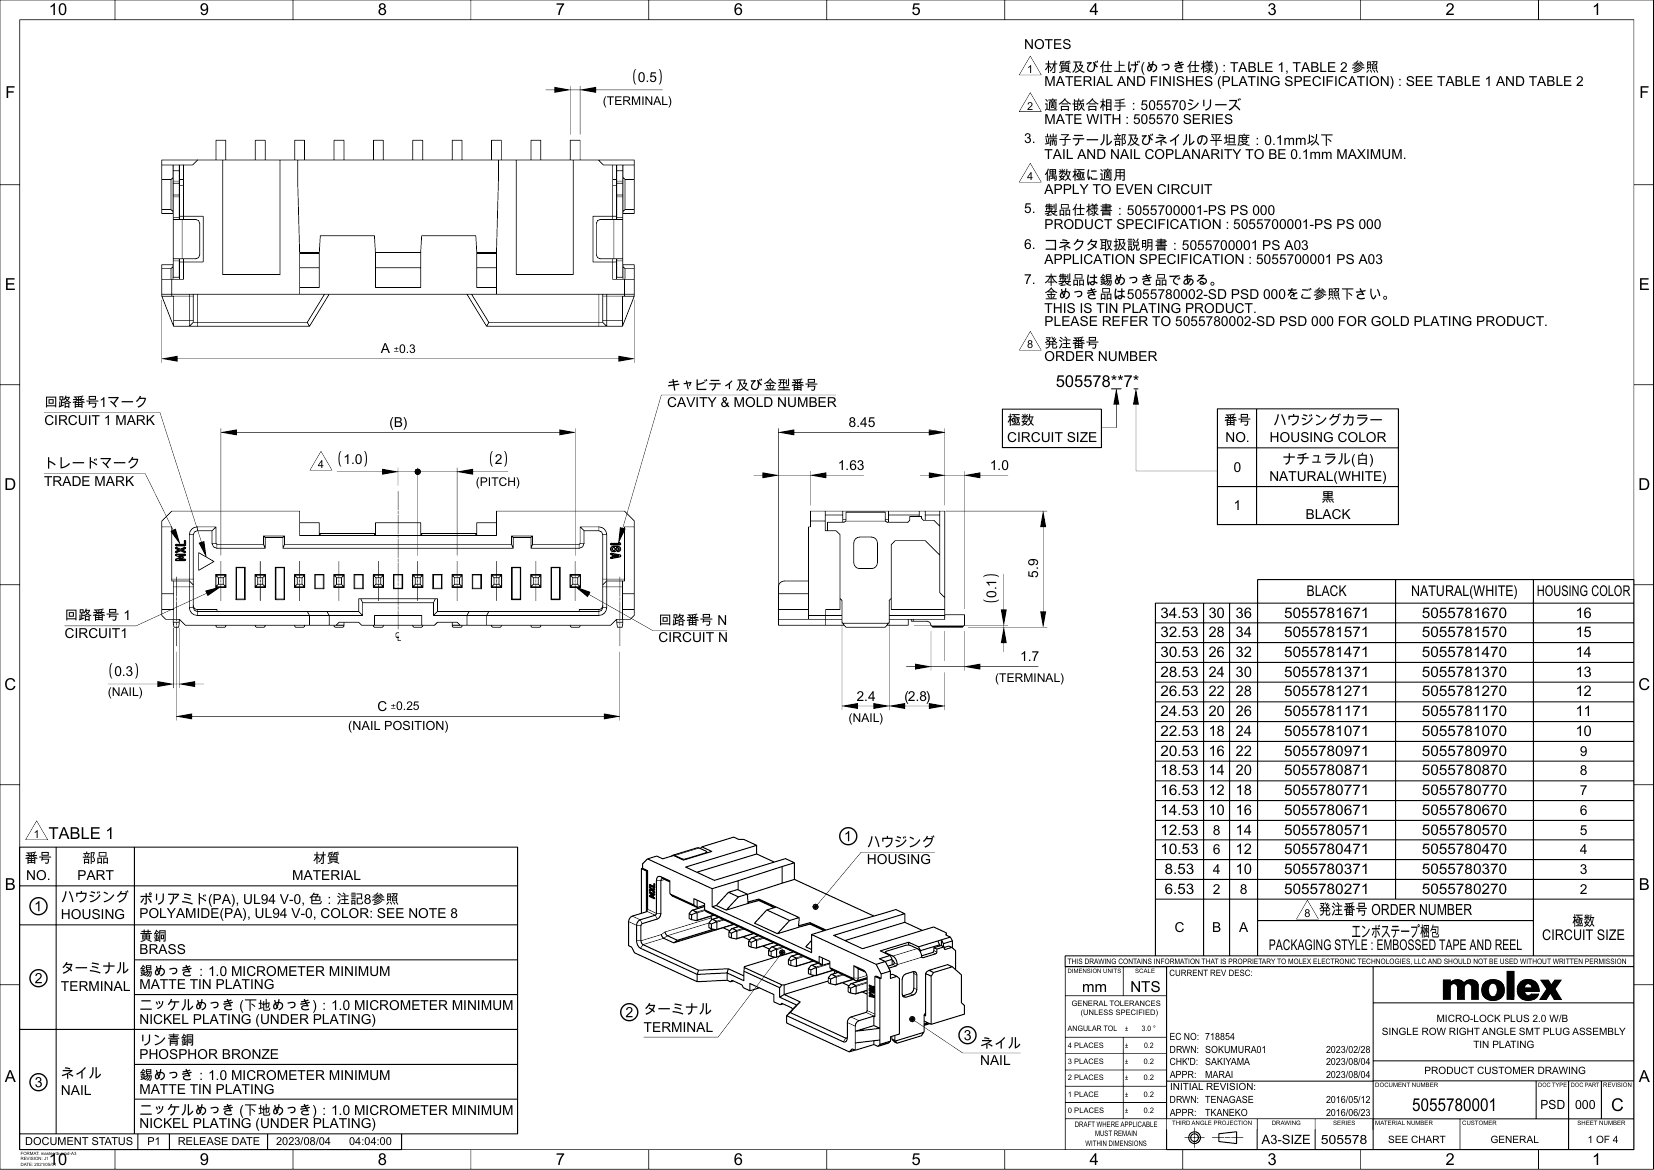 10 9 8 7 6 5 4 3 2 1
F
E
D
C
B
A
(0.5)
(TERMINAL)
A ±0.3
NOTES
1 材質及び仕上げ(めっき仕様) : TABLE 1, TABLE 2 参照
MATERIAL AND FINISHES (PLATING SPECIFICATION) : SEE TABLE 1 AND TABLE 2
2 適合嵌合相手 : 505570シリーズ
MATE WITH : 505570 SERIES
3. 端子テール部及びネイルの平坦度 : 0.1mm以下
TAIL AND NAIL COPLANARITY TO BE 0.1mm MAXIMUM.
4 偶数極に適用
APPLY TO EVEN CIRCUIT
5. 製品仕様書 : 5055700001-PS PS 000
PRODUCT SPECIFICATION : 5055700001-PS PS 000
6. コネクタ取扱説明書 : 5055700001 PS A03
APPLICATION SPECIFICATION : 5055700001 PS A03
7. 本製品は錫めっき品である。
金めっき品は5055780002-SD PSD 000をご参照下さい。
THIS IS TIN PLATING PRODUCT.
PLEASE REFER TO 5055780002-SD PSD 000 FOR GOLD PLATING PRODUCT.
8 発注番号
ORDER NUMBER
505578**7*
極数
CIRCUIT SIZE
番号 ハウジングカラー
NO. HOUSING COLOR
0 ナチュラル(白)
NATURAL(WHITE)
1 黒
BLACK
回路番号1マーク
CIRCUIT 1 MARK
トレードマーク
TRADE MARK
(B)
4 (1.0) (2)
(PITCH)
キャビティ及び金型番号
CAVITY & MOLD NUMBER
MXL
回路番号 1
CIRCUIT1
回路番号 N
CIRCUIT N
(0.3)
(NAIL)
C ±0.25
(NAIL POSITION)
8.45
1.63 1.0
5.9
(0.1)
1.7
(TERMINAL)
2.4 (2.8)
(NAIL)
BLACK NATURAL(WHITE) HOUSING COLOR
34.53 30 36 5055781671 5055781670 16
32.53 28 34 5055781571 5055781570 15
30.53 26 32 5055781471 5055781470 14
28.53 24 30 5055781371 5055781370 13
26.53 22 28 5055781271 5055781270 12
24.53 20 26 5055781171 5055781170 11
22.53 18 24 5055781071 5055781070 10
20.53 16 22 5055780971 5055780970 9
18.53 14 20 5055780871 5055780870 8
16.53 12 18 5055780771 5055780770 7
14.53 10 16 5055780671 5055780670 6
12.53 8 14 5055780571 5055780570 5
10.53 6 12 5055780471 5055780470 4
8.53 4 10 5055780371 5055780370 3
6.53 2 8 5055780271 5055780270 2
C B A 8 発注番号 ORDER NUMBER 極数
エンボステープ梱包 CIRCUIT SIZE
PACKAGING STYLE : EMBOSSED TAPE AND REEL
1 TABLE 1
番号 部品 材質
NO. PART MATERIAL
1 ハウジング ポリアミド(PA), UL94 V-0, 色 : 注記8参照
HOUSING POLYAMIDE(PA), UL94 V-0, COLOR: SEE NOTE 8
2 ターミナル 黄銅
TERMINAL BRASS
錫めっき : 1.0 MICROMETER MINIMUM
MATTE TIN PLATING
ニッケルめっき (下地めっき) : 1.0 MICROMETER MINIMUM
NICKEL PLATING (UNDER PLATING)
3 ネイル リン青銅
NAIL PHOSPHOR BRONZE
錫めっき : 1.0 MICROMETER MINIMUM
MATTE TIN PLATING
ニッケルめっき (下地めっき) : 1.0 MICROMETER MINIMUM
NICKEL PLATING (UNDER PLATING)
DOCUMENT STATUS P1 RELEASE DATE 2023/08/04 04:04:00
1 ハウジング
HOUSING
2 ターミナル
TERMINAL
3 ネイル
NAIL
THIS DRAWING CONTAINS INFORMATION THAT IS PROPRIETARY TO MOLEX ELECTRONIC TECHNOLOGIES, LLC AND SHOULD NOT BE USED WITHOUT WRITTEN PERMISSION
DIMENSION UNITS SCALE
mm NTS
GENERAL TOLERANCES
(UNLESS SPECIFIED)
ANGULAR TOL ± 3.0 °
4 PLACES ± 0.2
3 PLACES ± 0.2
2 PLACES ± 0.2
1 PLACE ± 0.2
0 PLACES ± 0.2
DRAFT WHERE APPLICABLE
MUST REMAIN
WITHIN DIMENSIONS
CURRENT REV DESC:
EC NO: 718854
DRWN: SOKUMURA01 2023/02/28
CHK'D: SAKIYAMA 2023/08/04
APPR: MARAI 2023/08/04
INITIAL REVISION:
DRWN: TENAGASE 2016/05/12
APPR: TKANEKO 2016/06/23
THIRD ANGLE PROJECTION DRAWING SERIES
A3-SIZE 505578
molex
MICRO-LOCK PLUS 2.0 W/B
SINGLE ROW RIGHT ANGLE SMT PLUG ASSEMBLY
TIN PLATING
PRODUCT CUSTOMER DRAWING
DOCUMENT NUMBER DOC TYPE DOC PART REVISION
5055780001 PSD 000 C
MATERIAL NUMBER CUSTOMER SHEET NUMBER
SEE CHART GENERAL 1 OF 4
10 9 8 7 6 5 4 3 2 1